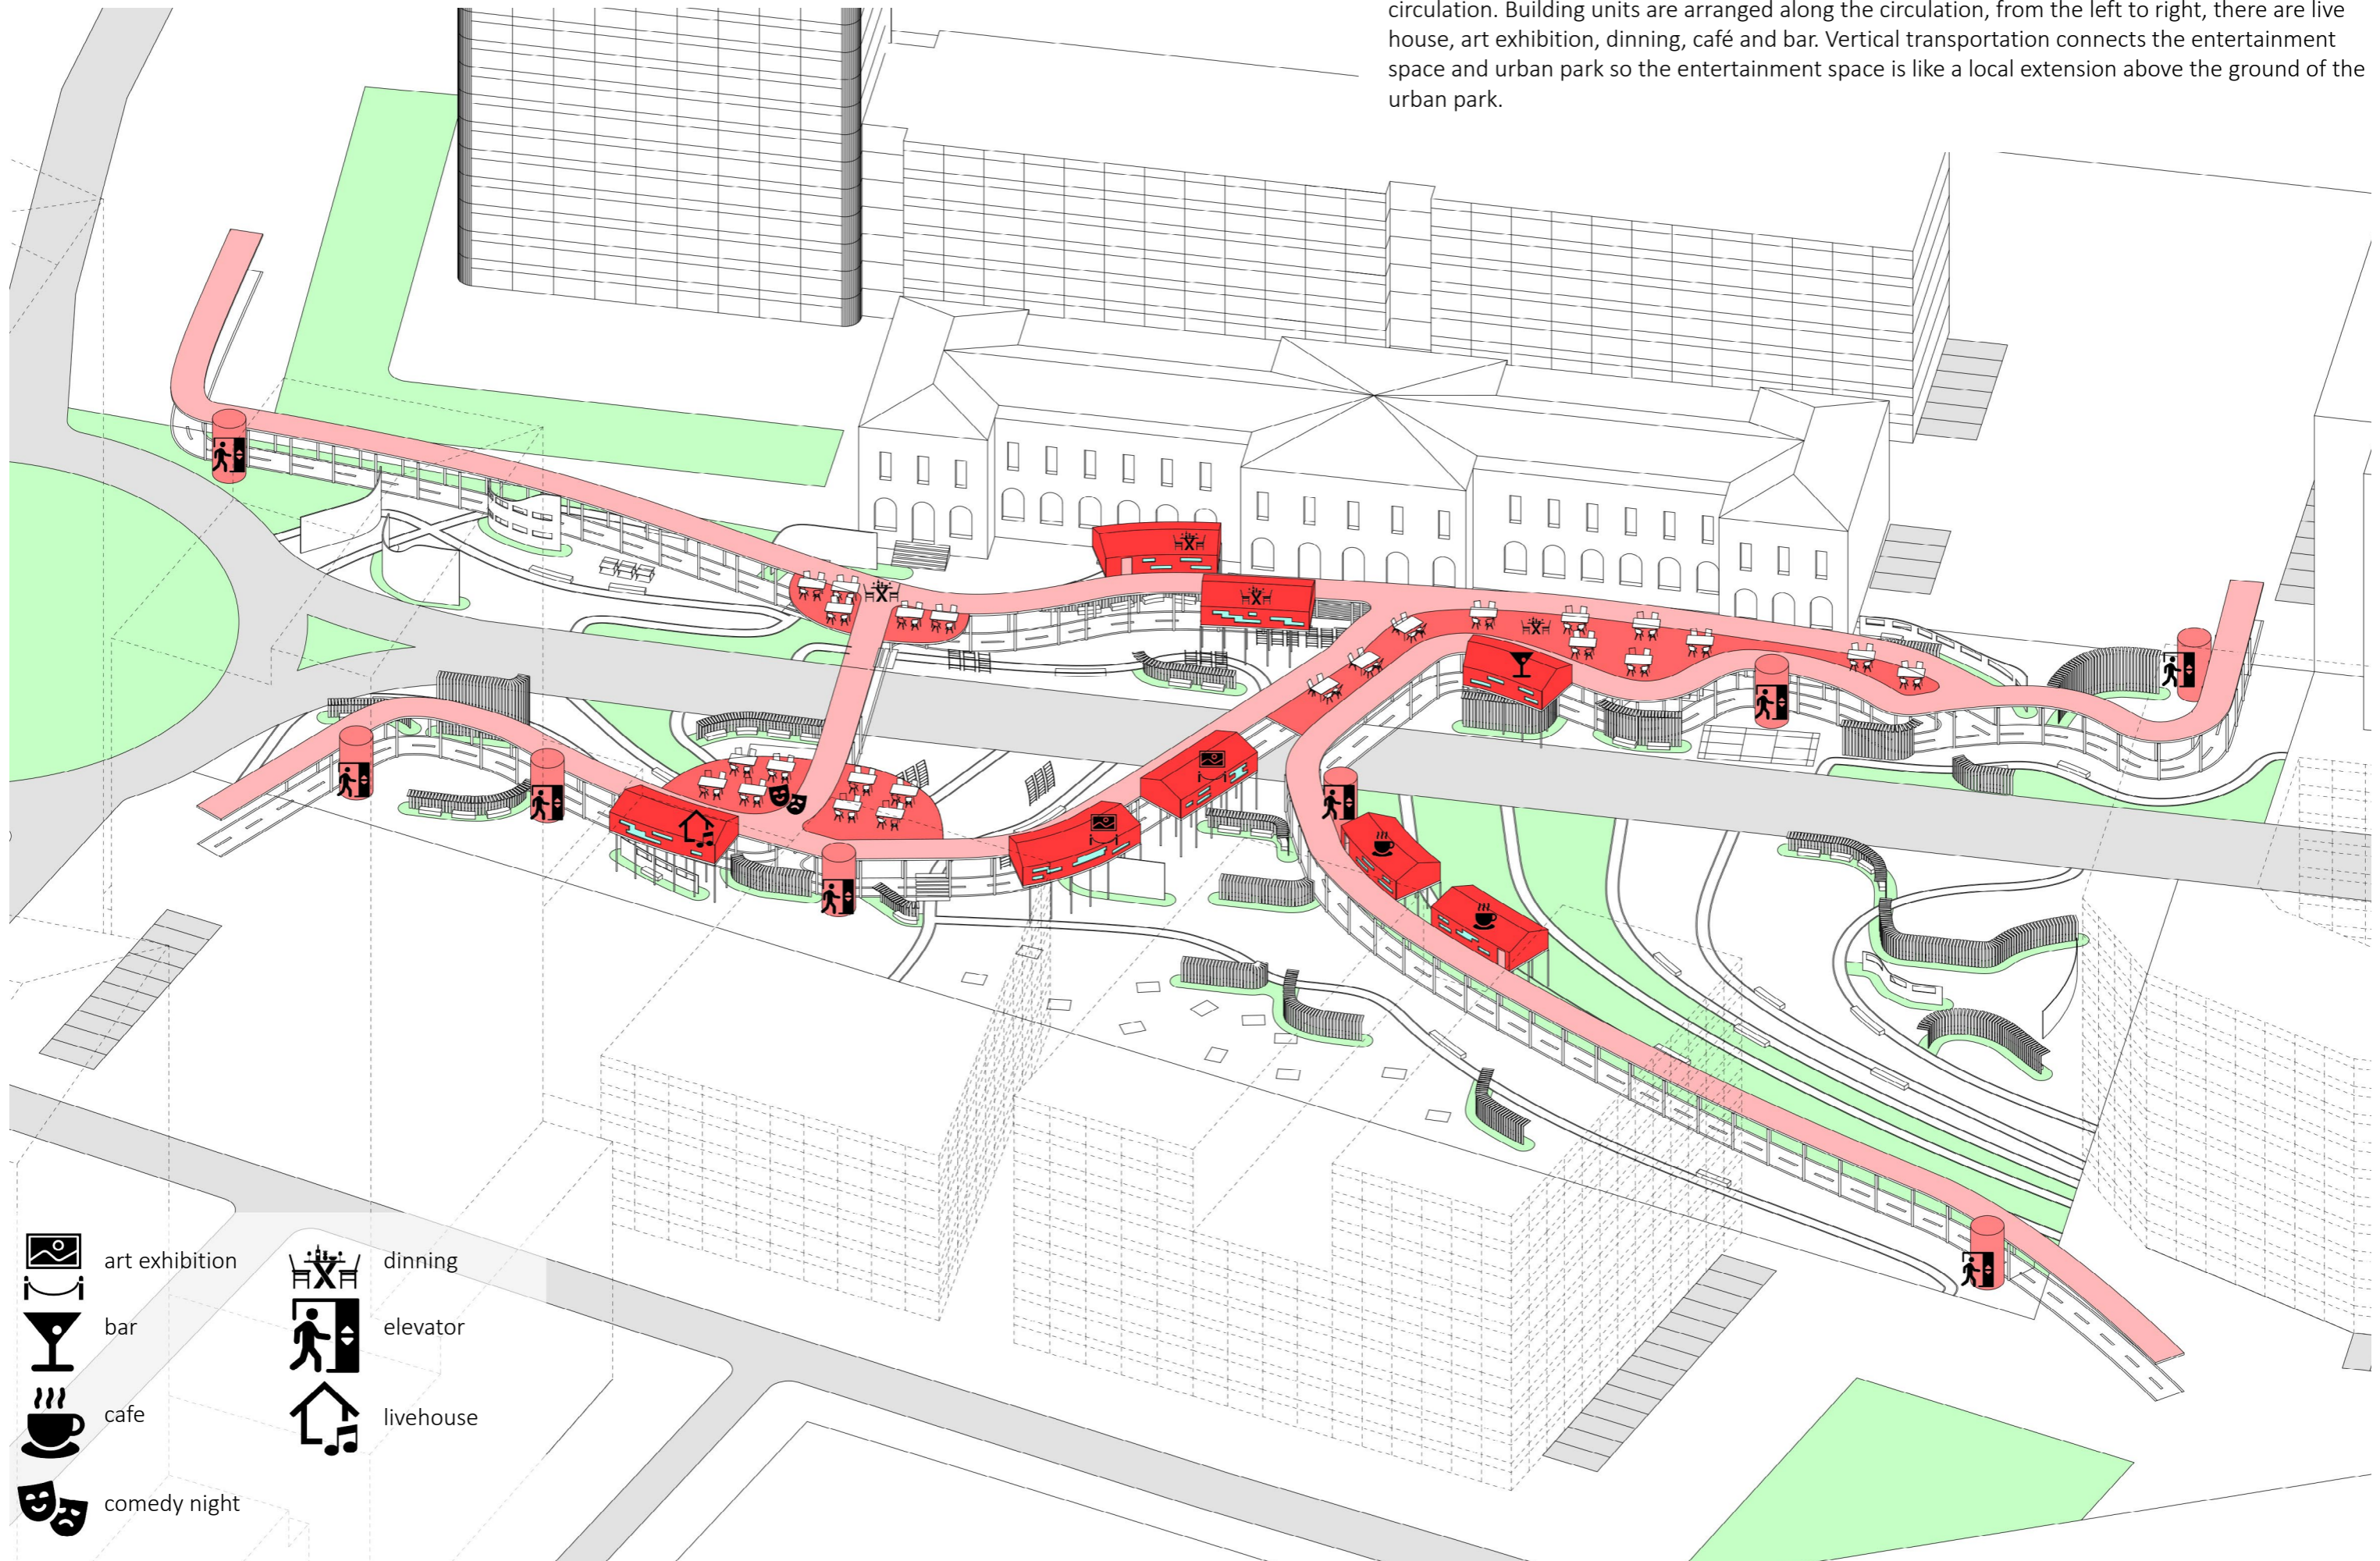 circulation. Building units are arranged along the circulation, from the left to right, there are live
house, art exhibition, dinning, café and bar. Vertical transportation connects the entertainment
space and urban park so the entertainment space is like a local extension above the ground of the
urban park.
art exhibition
dinning
bar
elevator
cafe
livehouse
comedy night